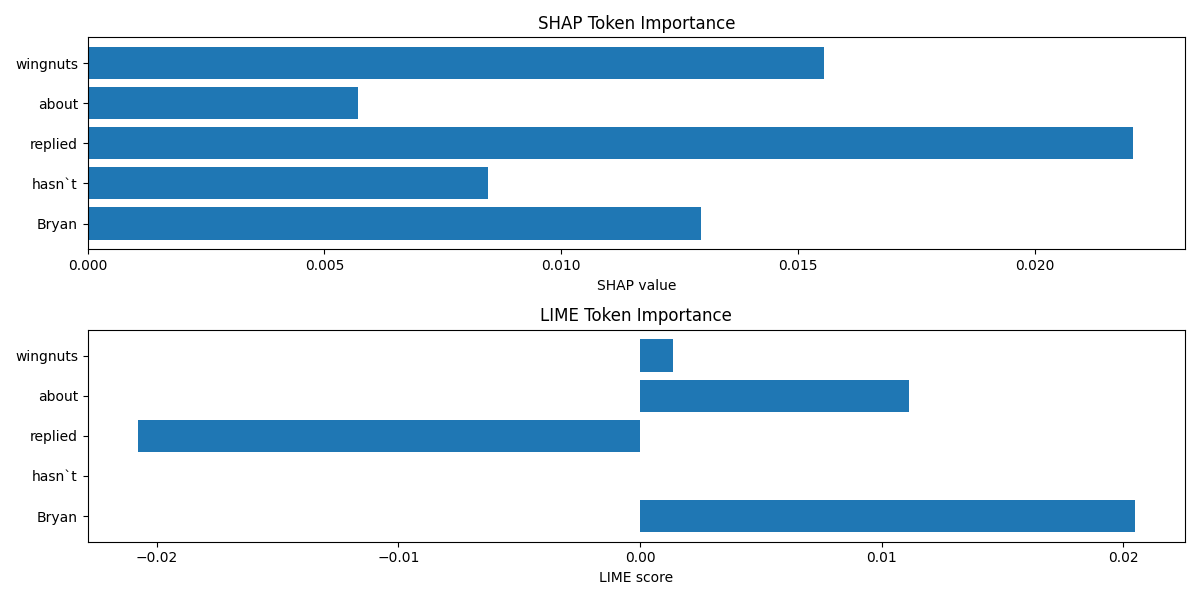 SHAP Token Importance
wingnuts
about
replied
hasn`t
Bryan
0.000 0.005 0.010 0.015 0.020
SHAP value
LIME Token Importance
wingnuts
about
replied
hasn`t
Bryan
−0.02 −0.01 0.00 0.01 0.02
LIME score